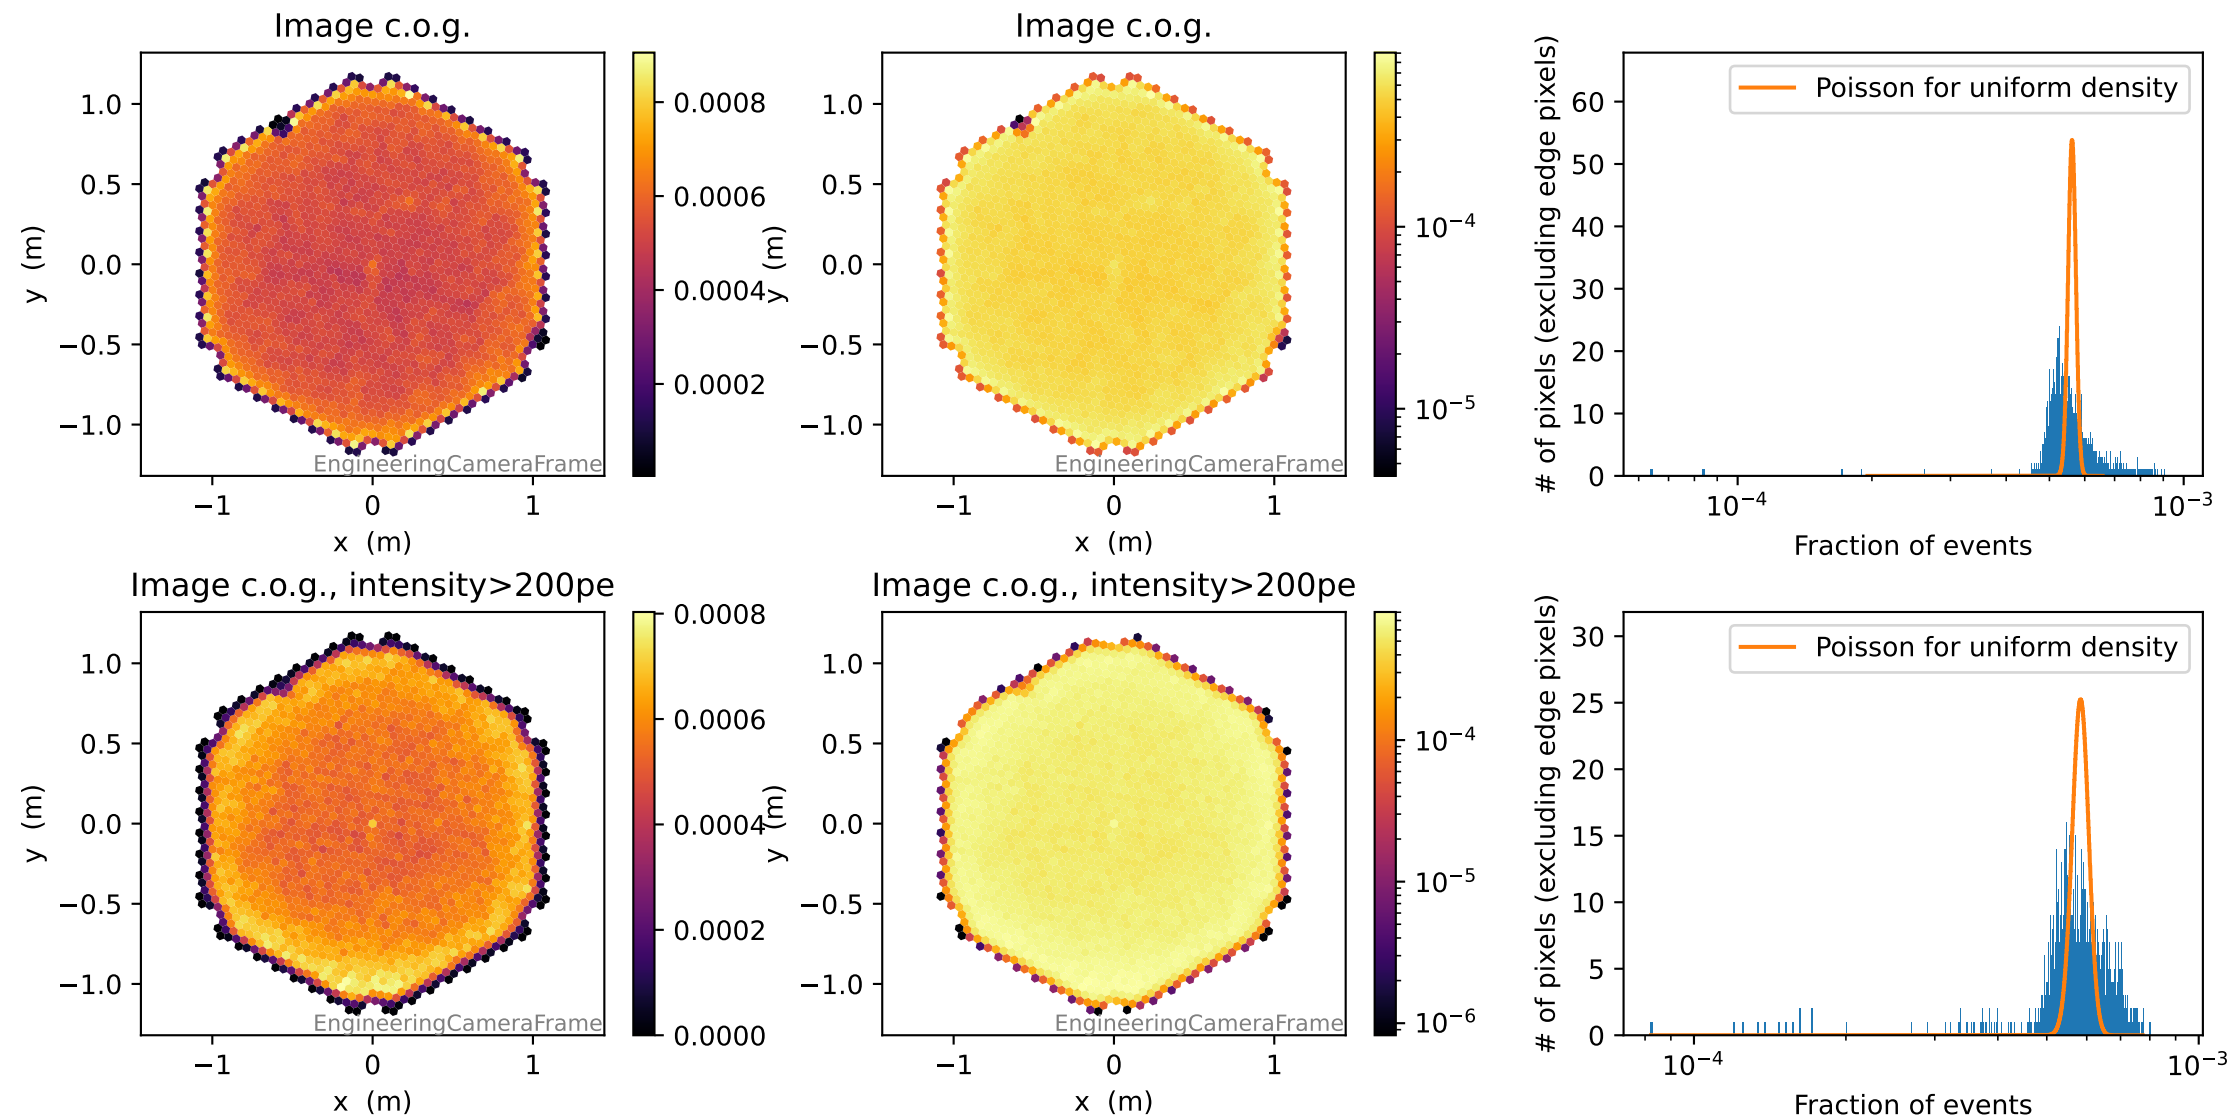 Image c.o.g.
1.0
0.5
0.0
−0.5
−1.0
y (m)
−1
0
1
x (m)
EngineeringCameraFrame
0.0008
0.0006
0.0004
0.0002
Image c.o.g.
1.0
0.5
0.0
−0.5
−1.0
y (m)
−1
0
1
x (m)
EngineeringCameraFrame
10⁻⁴
10⁻⁵
# of pixels (excluding edge pixels)
60
50
40
30
20
10
0
Poisson for uniform density
10⁻⁴
10⁻³
Fraction of events
Image c.o.g., intensity>200pe
1.0
0.5
0.0
−0.5
−1.0
y (m)
−1
0
1
x (m)
EngineeringCameraFrame
0.0008
0.0006
0.0004
0.0002
0.0000
Image c.o.g., intensity>200pe
1.0
0.5
0.0
−0.5
−1.0
y (m)
−1
0
1
x (m)
EngineeringCameraFrame
10⁻⁴
10⁻⁵
10⁻⁶
# of pixels (excluding edge pixels)
30
25
20
15
10
5
0
Poisson for uniform density
10⁻⁴
10⁻³
Fraction of events